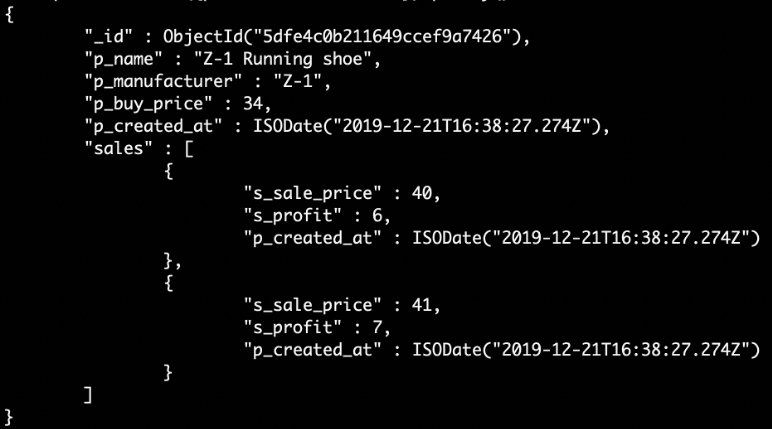 {
"_id" : ObjectId("5dfe4c0b211649ccef9a7426"),
"p_name" : "Z-1 Running shoe",
"p_manufacturer" : "Z-1",
"p_buy_price" : 34,
"p_created_at" : ISODate("2019-12-21T16:38:27.274Z"),
"sales" : [
{
"s_sale_price" : 40,
"s_profit" : 6,
"p_created_at" : ISODate("2019-12-21T16:38:27.274Z")
},
{
"s_sale_price" : 41,
"s_profit" : 7,
"p_created_at" : ISODate("2019-12-21T16:38:27.274Z")
}
]
}